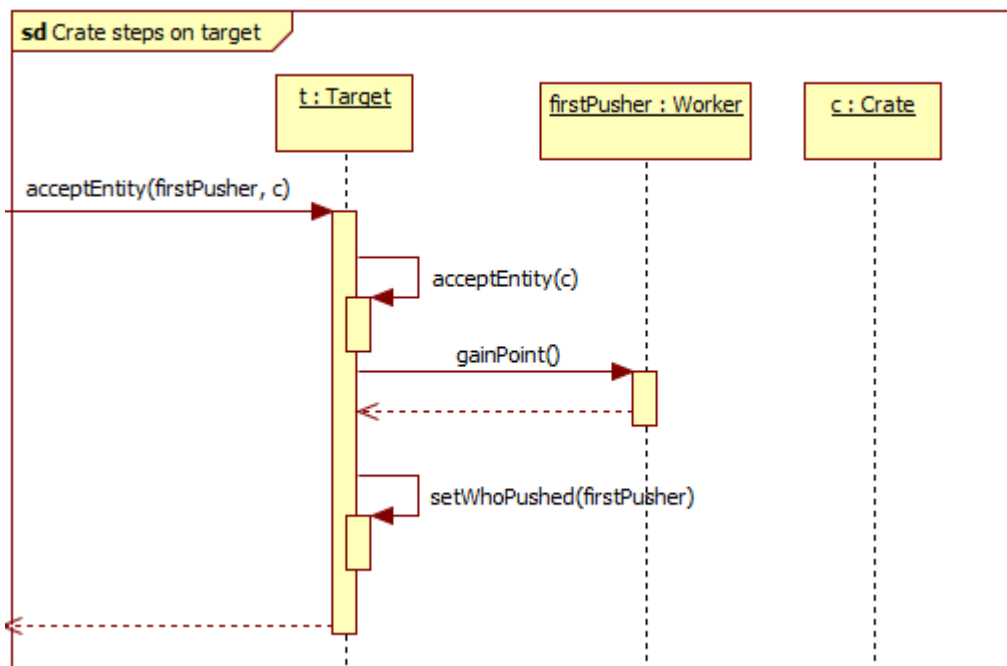 sd Crate steps on target
t : Target
firstPusher : Worker
c : Crate
acceptEntity(firstPusher, c)
acceptEntity(c)
gainPoint()
setWhoPushed(firstPusher)